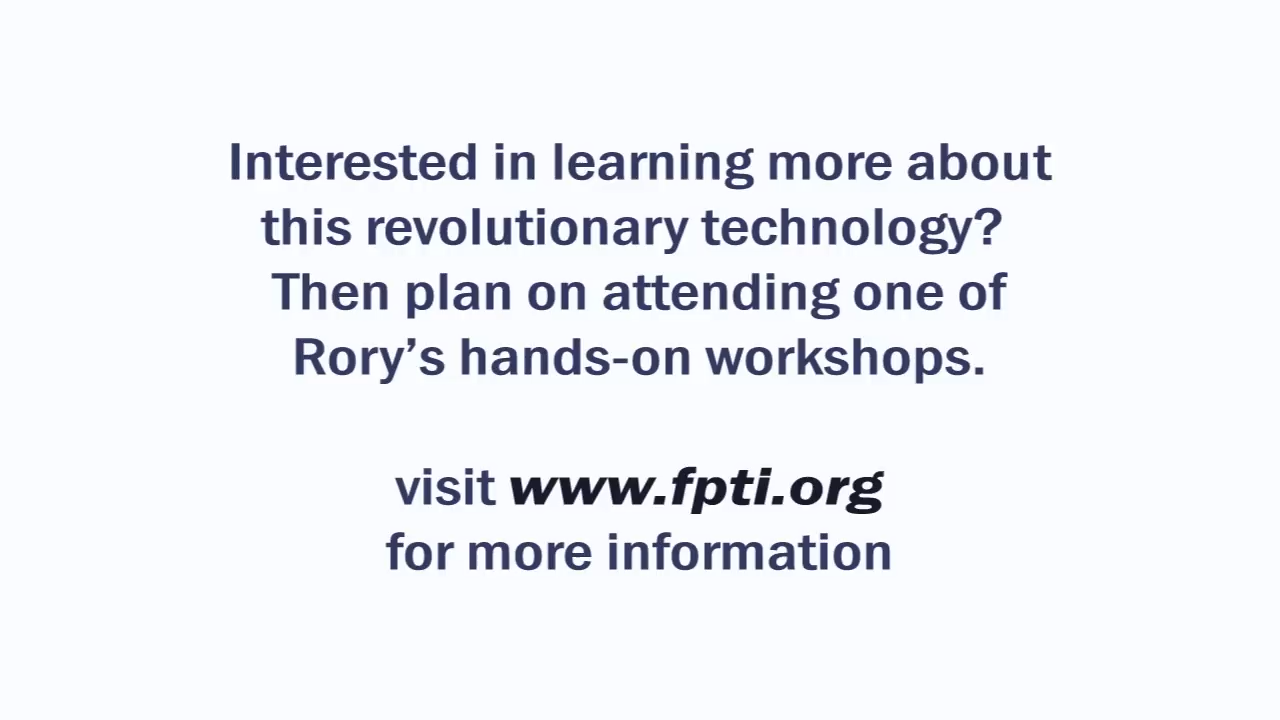 Interested in learning more about
this revolutionary technology?
Then plan on attending one of
Rory’s hands-on workshops.
visit www.fpti.org
for more information